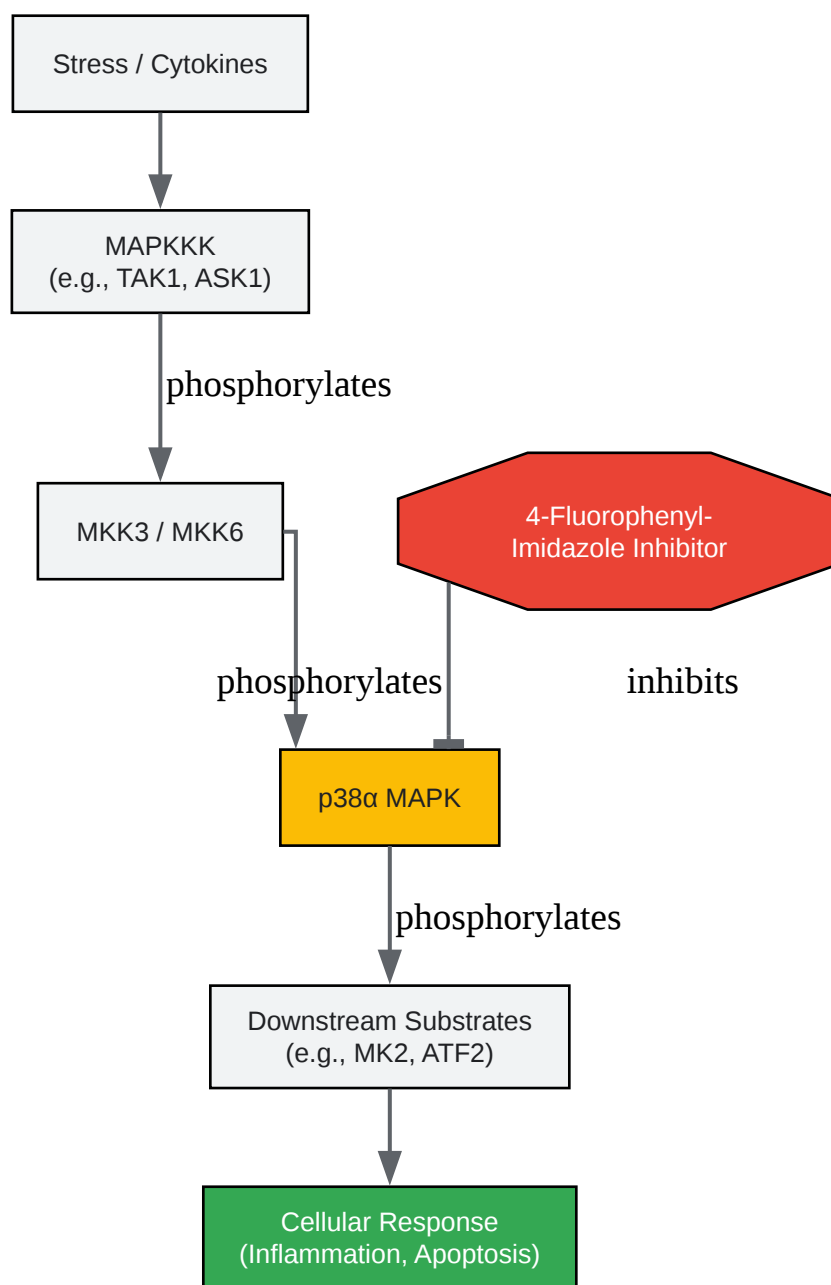 Stress / Cytokines
MAPKKK
(e.g., TAK1, ASK1)
phosphorylates
MKK3 / MKK6
4-Fluorophenyl-
Imidazole Inhibitor
phosphorylates
inhibits
p38α MAPK
phosphorylates
Downstream Substrates
(e.g., MK2, ATF2)
Cellular Response
(Inflammation, Apoptosis)